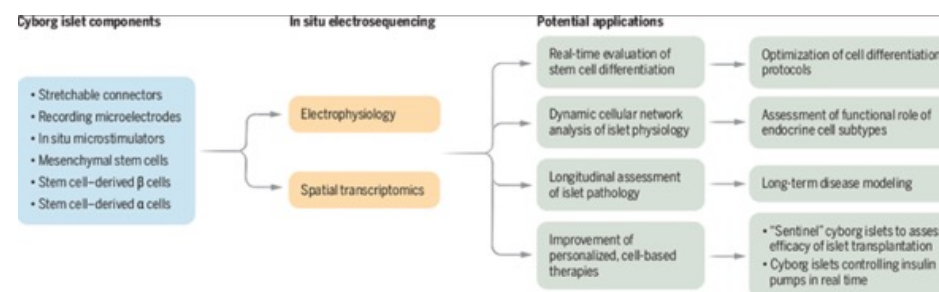 Cyborg islet components
In situ electrosequencing
Potential applications
• Stretchable connectors
• Recording microelectrodes
• In situ microstimulators
• Mesenchymal stem cells
• Stem cell–derived β cells
• Stem cell–derived α cells
Electrophysiology
Spatial transcriptomics
Real-time evaluation of
stem cell differentiation
Optimization of cell differentiation
protocols
Dynamic cellular network
analysis of islet physiology
Assessment of functional role of
endocrine cell subtypes
Longitudinal assessment
of islet pathology
Long-term disease modeling
Improvement of
personalized, cell-based
therapies
• “Sentinel” cyborg islets to asses
efficacy of islet transplantation
• Cyborg islets controlling insulin
pumps in real time